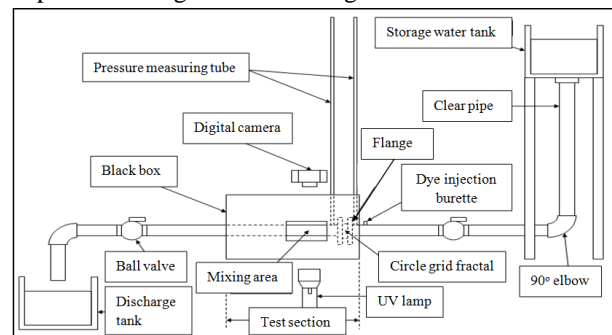 Storage water tank
Pressure measuring tube
Clear pipe
Digital camera
Flange
Black box
Dye injection
burette
Ball valve
Mixing area
Circle grid fractal
90° elbow
UV lamp
Discharge
tank
Test section